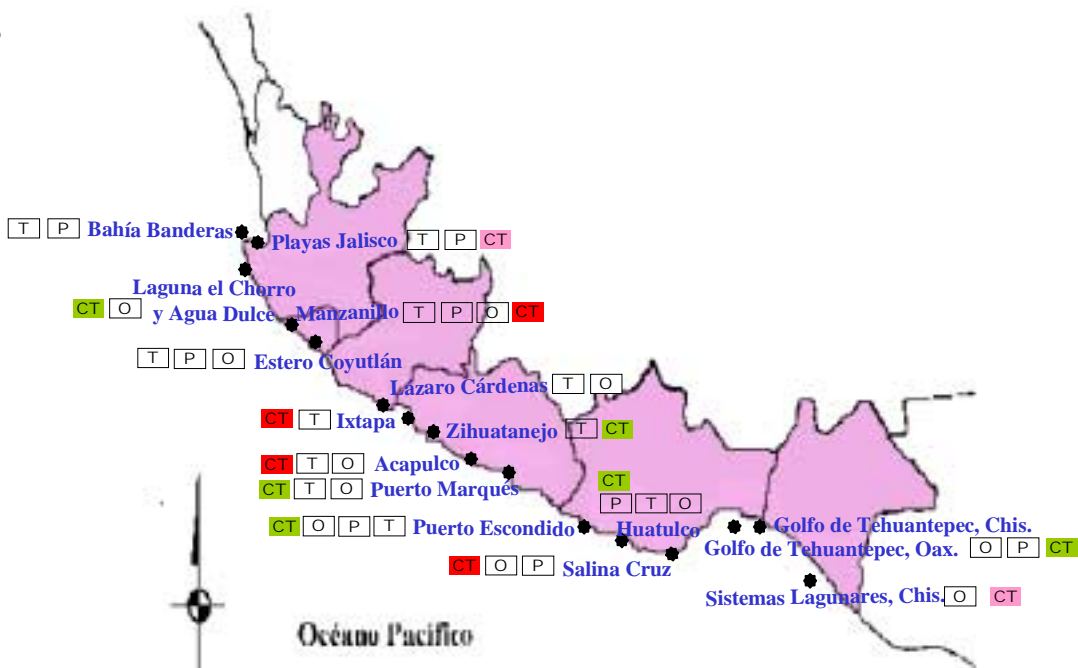 T P Bahía Banderas
Playas Jalisco T P CT
Laguna el Chorro
CT O y Agua Dulce
Manzanillo T P O CT
T P O Estero Coyutlán
Lazaro Cárdenas T O
CT T Ixtapa
Zihuatanejo T CT
CT T O Acapulco
CT T O Puerto Marqués
CT
P T O
CT O P T Puerto Escondido
Huatulco
Golfo de Tehuantepec, Chis.
Golfo de Tehuantepec, Oax. O P CT
CT O P Salina Cruz
Sistemas Lagunares, Chis. O CT
Océano Pacífico